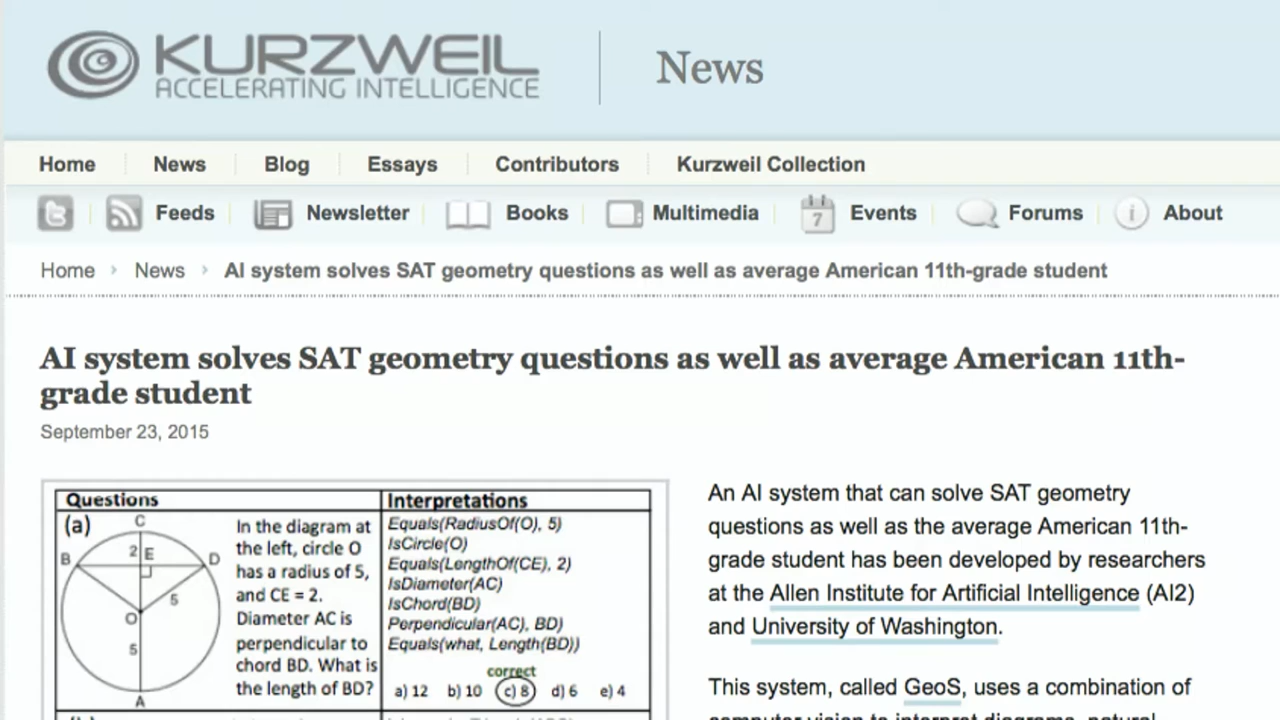 KURZWEIL
ACCELERATING INTELLIGENCE
News
Home News Blog Essays Contributors Kurzweil Collection
Feeds Newsletter Books Multimedia 7 Events Forums i About
Home › News › AI system solves SAT geometry questions as well as average American 11th-grade student
AI system solves SAT geometry questions as well as average American 11th-
grade student
September 23, 2015
Questions
(a)
C
B
2
E
D
5
O
5
A
In the diagram at
the left, circle O
has a radius of 5,
and CE = 2.
Diameter AC is
perpendicular to
chord BD. What is
the length of BD?
Interpretations
Equals(RadiusOf(O), 5)
IsCircle(O)
Equals(LengthOf(CE), 2)
IsDiameter(AC)
IsChord(BD)
Perpendicular(AC), BD)
Equals(what, Length(BD))
correct
a) 12 b) 10 c) 8 d) 6 e) 4
An AI system that can solve SAT geometry
questions as well as the average American 11th-
grade student has been developed by researchers
at the Allen Institute for Artificial Intelligence (AI2)
and University of Washington.
This system, called GeoS, uses a combination of
computer vision to interpret diagrams, natural